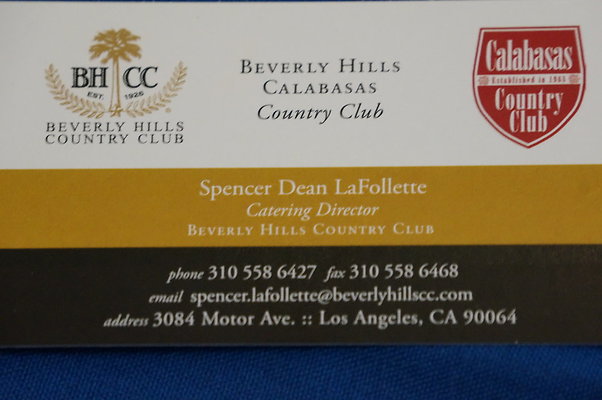 BH CC
EST. 1926
BEVERLY HILLS
COUNTRY CLUB
BEVERLY HILLS
CALABASAS
Country Club
Calabasas
Established in 1965
Country
Club
Spencer Dean LaFollette
Catering Director
BEVERLY HILLS COUNTRY CLUB
phone 310 558 6427 fax 310 558 6468
email spencer.lafollette@beverlyhillscc.com
address 3084 Motor Ave. :: Los Angeles, CA 90064